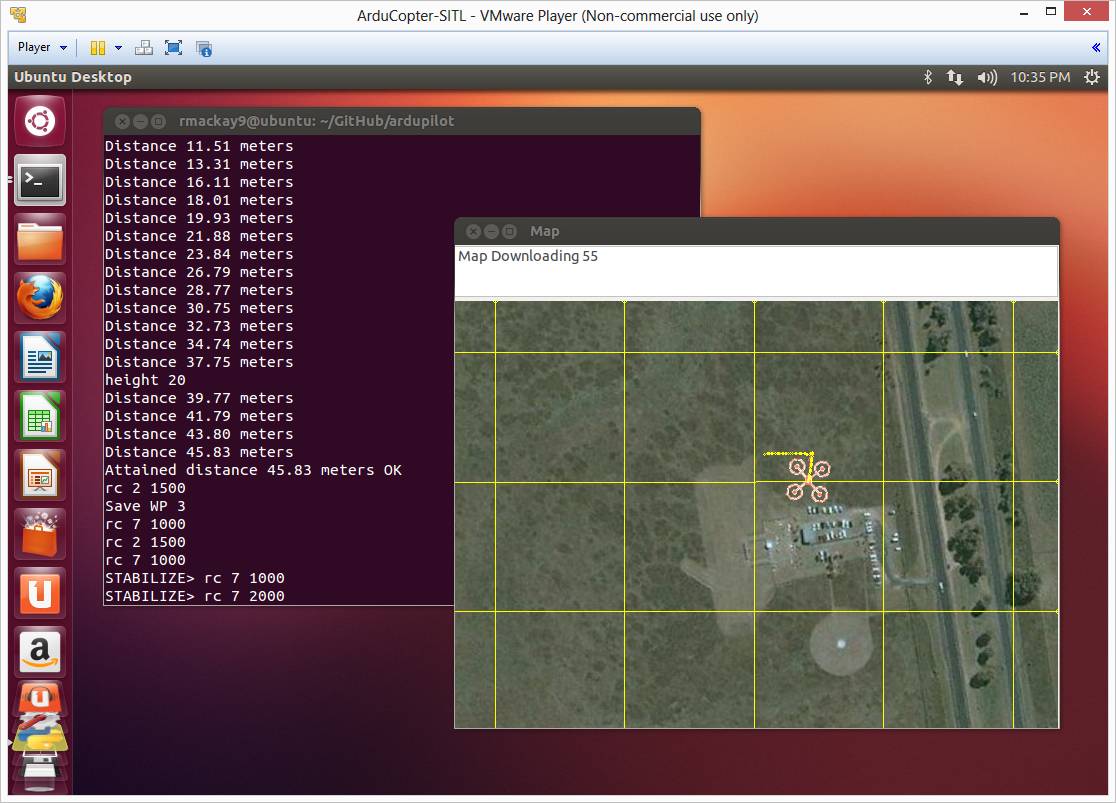 ArduCopter-SITL - VMware Player (Non-commercial use only)
Player
Ubuntu Desktop
10:35 PM
rmackay9@ubuntu: ~/GitHub/ardupilot
Distance 11.51 meters
Distance 13.31 meters
Distance 16.11 meters
Distance 18.01 meters
Distance 19.93 meters
Distance 21.88 meters
Distance 23.84 meters
Distance 26.79 meters
Distance 28.77 meters
Distance 30.75 meters
Distance 32.73 meters
Distance 34.74 meters
Distance 37.75 meters
height 20
Distance 39.77 meters
Distance 41.79 meters
Distance 43.80 meters
Distance 45.83 meters
Attained distance 45.83 meters OK
rc 2 1500
Save WP 3
rc 7 1000
rc 2 1500
rc 7 1000
STABILIZE> rc 7 1000
STABILIZE> rc 7 2000
Map
Map Downloading 55